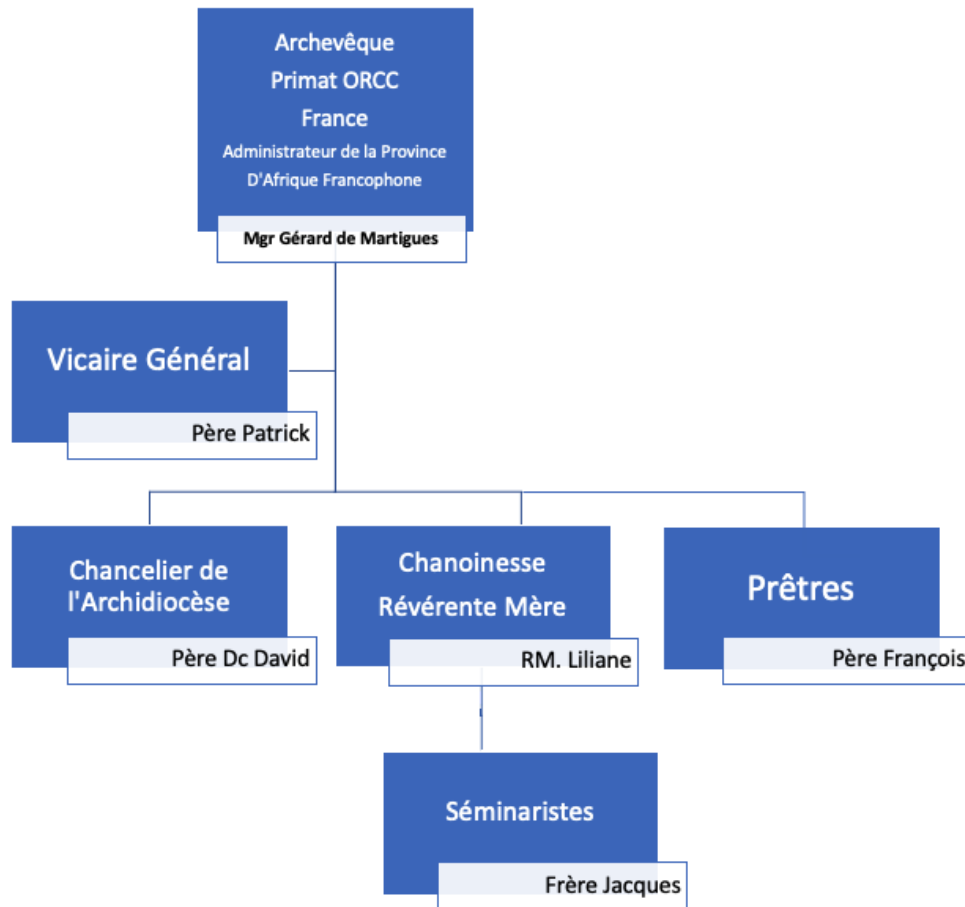 Archevêque
Primat ORCC
France
Administrateur de la Province
D'Afrique Francophone
Mgr Gérard de Martigues
Vicaire Général
Père Patrick
Chancelier de
l'Archidiocèse
Père Dc David
Chanoinesse
Révérente Mère
RM. Liliane
Prêtres
Père François
Séminaristes
Frère Jacques